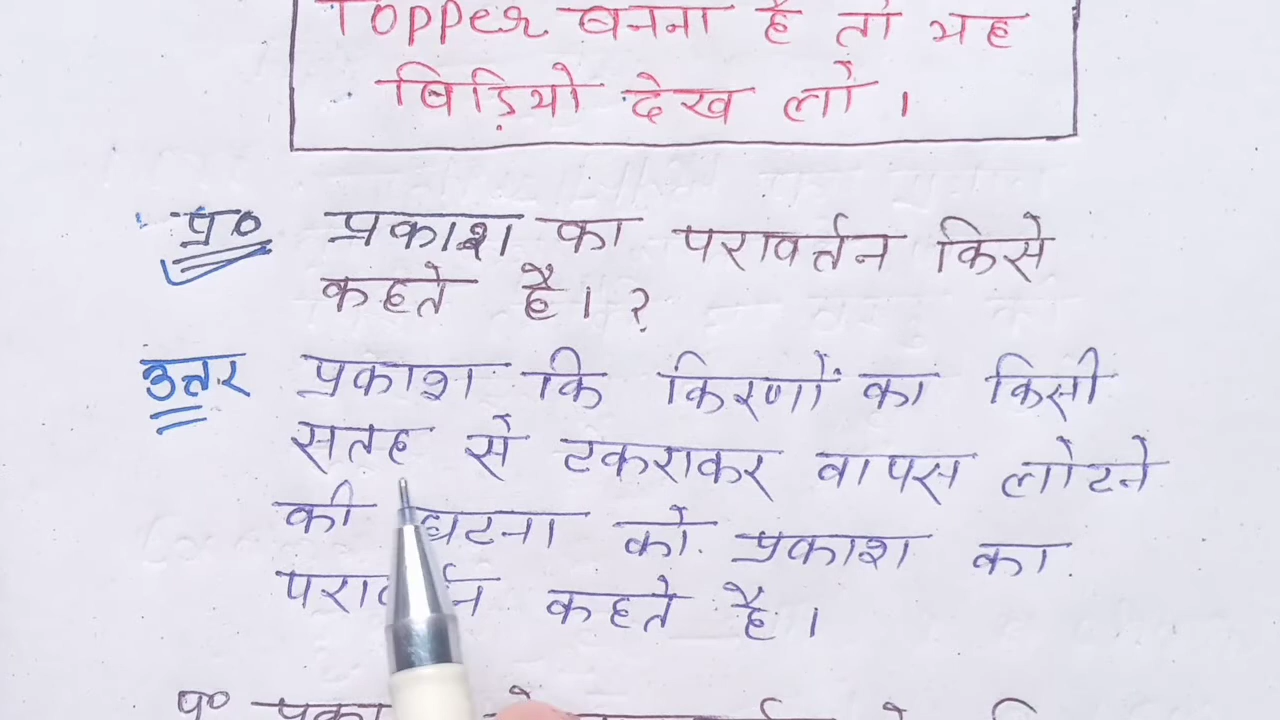 Topper बनना है तो यह
बिडियो देख लो।
प्र० प्रकाश का परावर्तन किसे
कहते है।?
उत्तर प्रकाश कि किरणों का किसी
सतह से टकराकर वापस लोटने
की घटना को प्रकाश का
परावर्तन कहते है।
प्र०